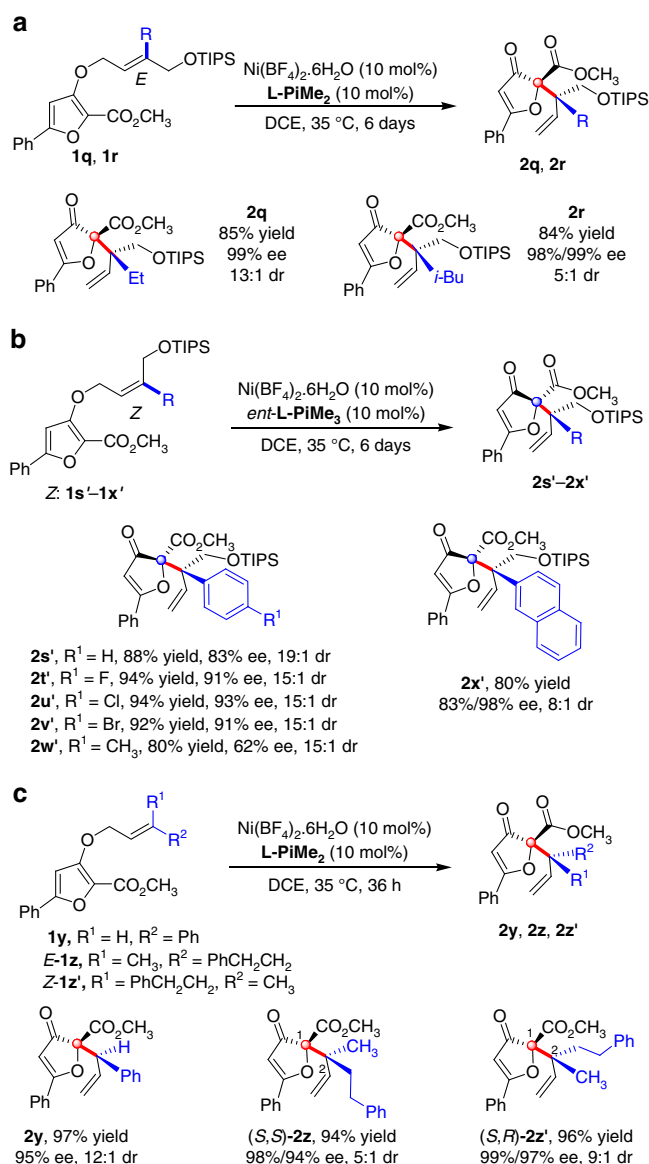 a
R
O
E
OTIPS
O
CO₂CH₃
Ph
1q, 1r
Ni(BF₄)₂.6H₂O (10 mol%)
L-PiMe₂ (10 mol%)
DCE, 35 °C, 6 days
O
O
OCH₃
OTIPS
O
R
Ph
2q, 2r
O
CO₂CH₃
OTIPS
O
Et
Ph
2q
85% yield
99% ee
13:1 dr
O
CO₂CH₃
OTIPS
O
i-Bu
Ph
2r
84% yield
98%/99% ee
5:1 dr
b
OTIPS
O
Z
R
O
CO₂CH₃
Ph
Z: 1s'–1x'
Ni(BF₄)₂.6H₂O (10 mol%)
ent-L-PiMe₃ (10 mol%)
DCE, 35 °C, 6 days
O
O
OCH₃
OTIPS
O
R
Ph
2s'–2x'
O
CO₂CH₃
OTIPS
O
Ph
R¹
2s', R¹ = H, 88% yield, 83% ee, 19:1 dr
2t', R¹ = F, 94% yield, 91% ee, 15:1 dr
2u', R¹ = Cl, 94% yield, 93% ee, 15:1 dr
2v', R¹ = Br, 92% yield, 91% ee, 15:1 dr
2w', R¹ = CH₃, 80% yield, 62% ee, 15:1 dr
O
CO₂CH₃
OTIPS
O
Ph
2x', 80% yield
83%/98% ee, 8:1 dr
c
R¹
R²
O
O
CO₂CH₃
Ph
1y, R¹ = H, R² = Ph
E-1z, R¹ = CH₃, R² = PhCH₂CH₂
Z-1z', R¹ = PhCH₂CH₂, R² = CH₃
Ni(BF₄)₂.6H₂O (10 mol%)
L-PiMe₂ (10 mol%)
DCE, 35 °C, 36 h
O
O
OCH₃
R²
O
R¹
Ph
2y, 2z, 2z'
O
CO₂CH₃
H
O
Ph
Ph
2y, 97% yield
95% ee, 12:1 dr
O
1
CO₂CH₃
CH₃
O
2
Ph
Ph
(S,S)-2z, 94% yield
98%/94% ee, 5:1 dr
O
1
CO₂CH₃
Ph
O
2
CH₃
Ph
(S,R)-2z', 96% yield
99%/97% ee, 9:1 dr